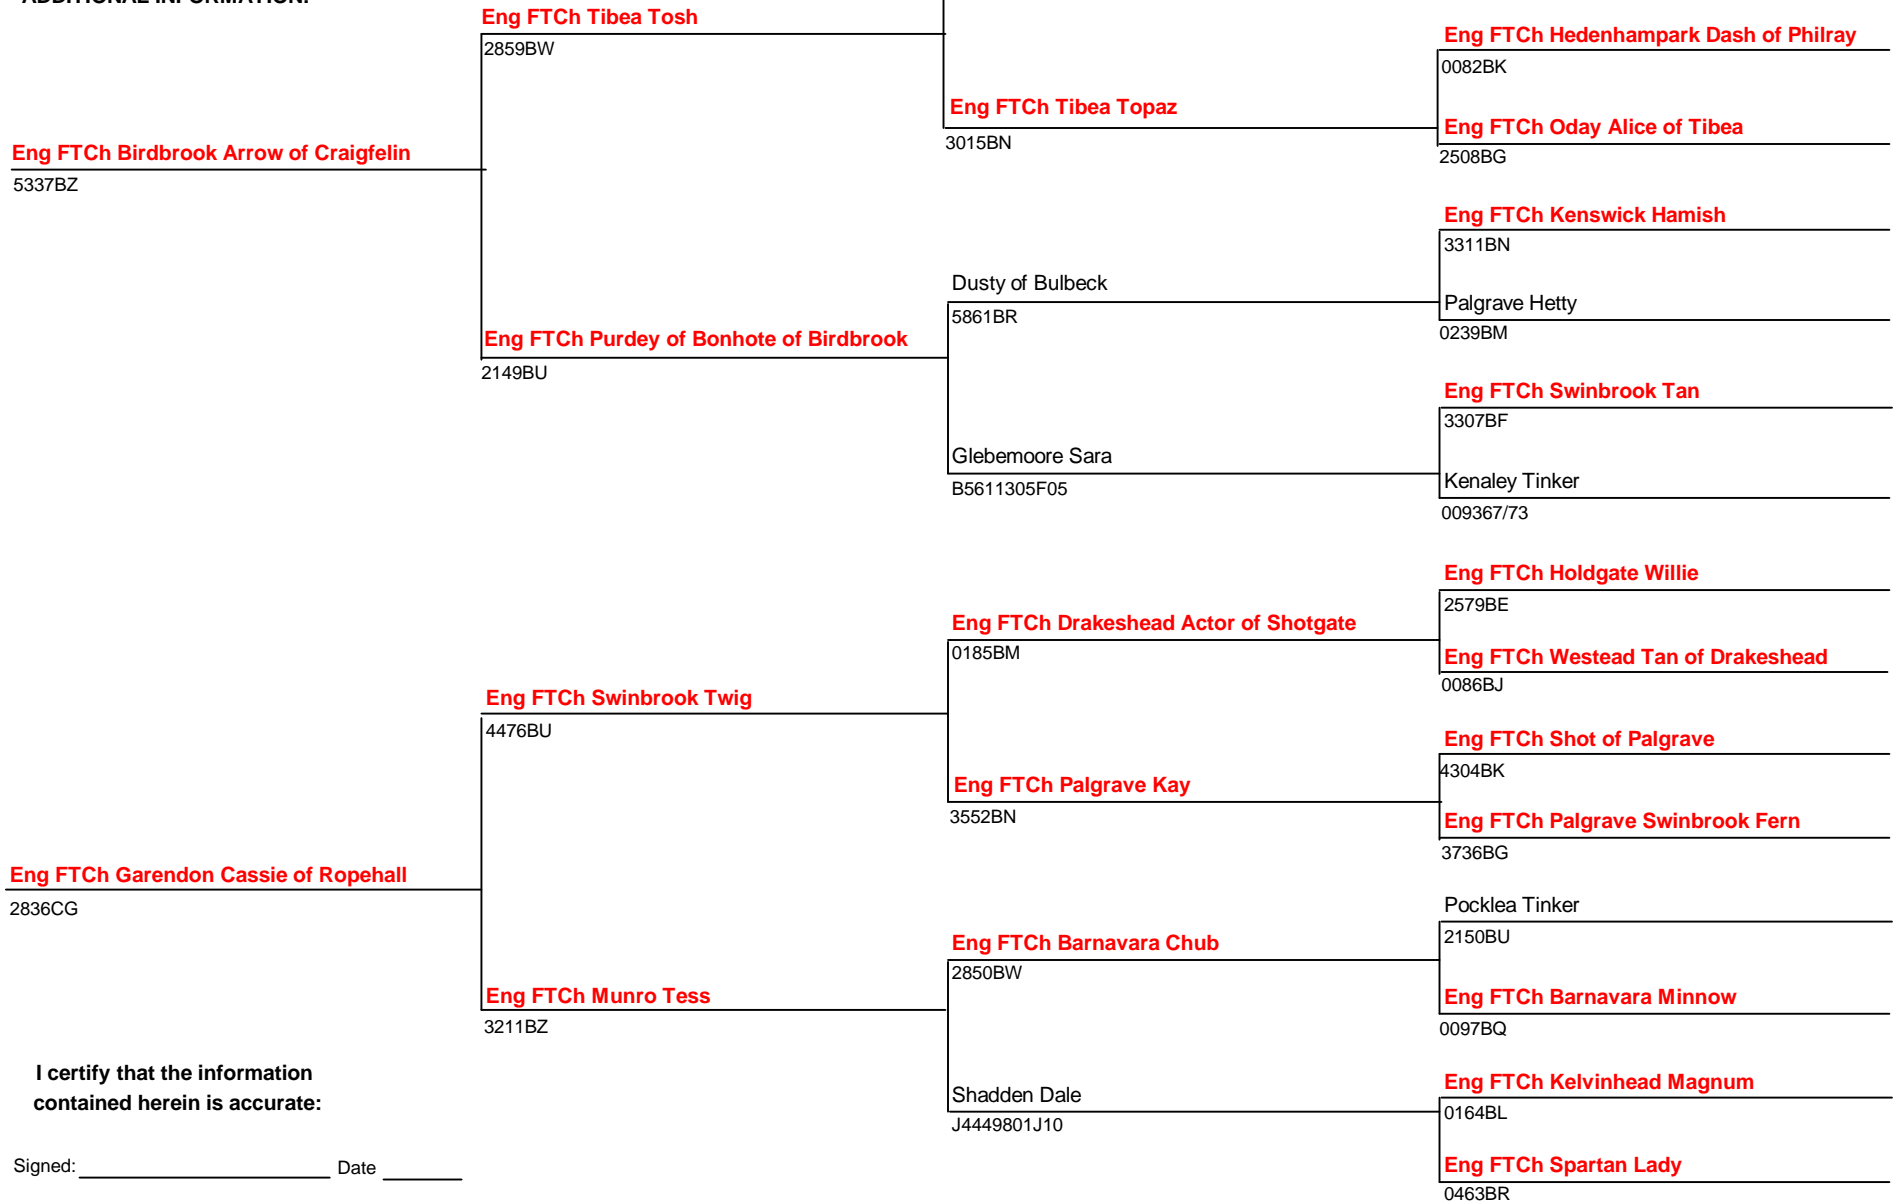 Eng FTCh Tibea Tosh
2859BW
Eng FTCh Hedenhampark Dash of Philray
0082BK
Eng FTCh Tibea Topaz
3015BN
Eng FTCh Oday Alice of Tibea
2508BG
Eng FTCh Birdbrook Arrow of Craigfelin
5337BZ
Eng FTCh Kenswick Hamish
3311BN
Dusty of Bulbeck
5861BR
Palgrave Hetty
0239BM
Eng FTCh Purdey of Bonhote of Birdbrook
2149BU
Eng FTCh Swinbrook Tan
3307BF
Glebemoore Sara
B5611305F05
Kenaley Tinker
009367/73
Eng FTCh Holdgate Willie
2579BE
Eng FTCh Drakeshead Actor of Shotgate
0185BM
Eng FTCh Westead Tan of Drakeshead
0086BJ
Eng FTCh Swinbrook Twig
4476BU
Eng FTCh Shot of Palgrave
4304BK
Eng FTCh Palgrave Kay
3552BN
Eng FTCh Palgrave Swinbrook Fern
3736BG
Eng FTCh Garendon Cassie of Ropehall
2836CG
Pocklea Tinker
2150BU
Eng FTCh Barnavara Chub
2850BW
Eng FTCh Barnavara Minnow
0097BQ
Eng FTCh Munro Tess
3211BZ
Eng FTCh Kelvinhead Magnum
0164BL
Shadden Dale
J4449801J10
Eng FTCh Spartan Lady
0463BR
I certify that the information
contained herein is accurate:
Signed: Date